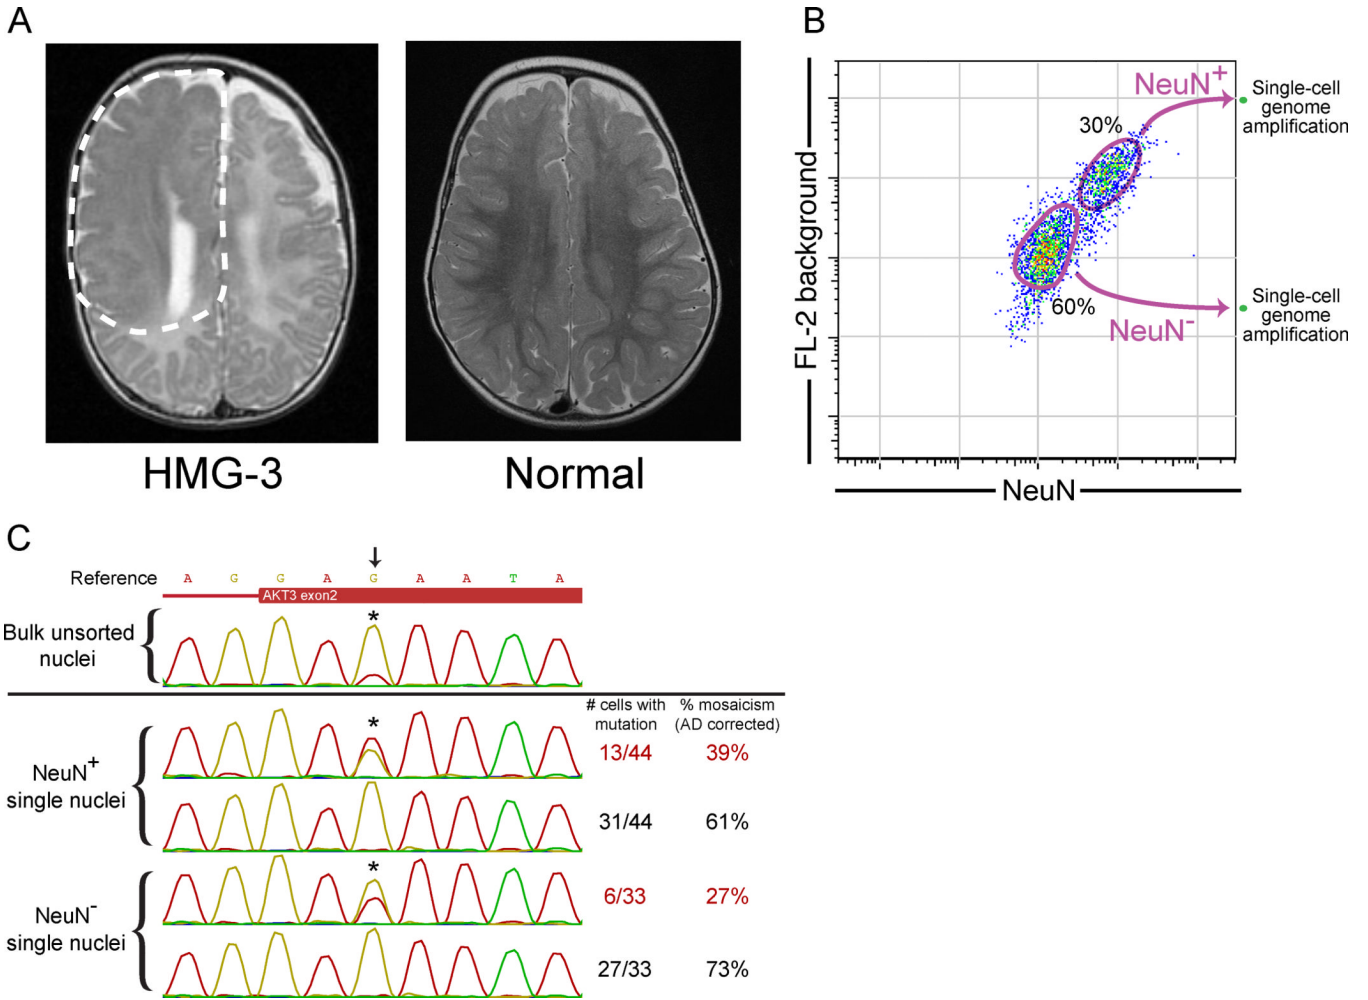 A
HMG-3
Normal
B
FL-2 background
NeuN
NeuN+
30%
Single-cell
genome
amplification
60%
NeuN-
Single-cell
genome
amplification
C
Reference
A G G A G A A T A
AKT3 exon2
Bulk unsorted
nuclei
*
# cells with
mutation
% mosaicism
(AD corrected)
NeuN+
single nuclei
*
13/44 39%
31/44 61%
NeuN-
single nuclei
*
6/33 27%
27/33 73%